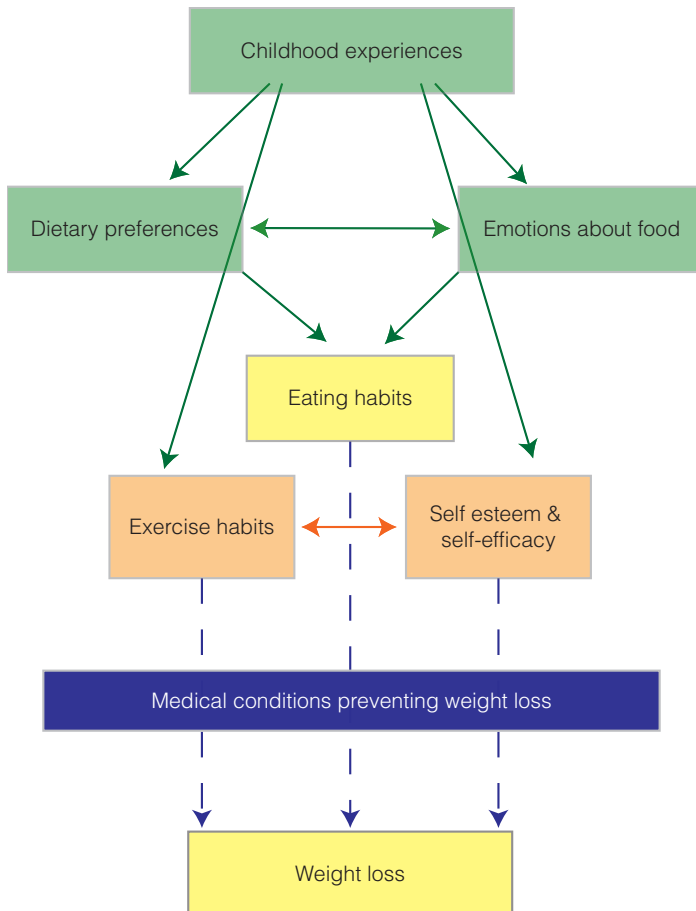 Childhood experiences
Dietary preferences
Emotions about food
Eating habits
Exercise habits
Self esteem &
self-efficacy
Medical conditions preventing weight loss
Weight loss